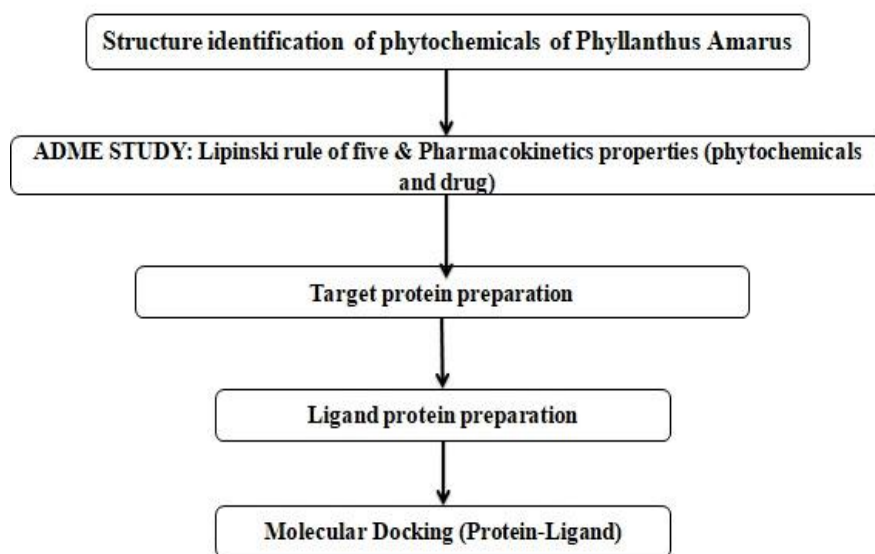 Structure identification of phytochemicals of Phyllanthus Amarus
ADME STUDY: Lipinski rule of five & Pharmacokinetics properties (phytochemicals
and drug)
Target protein preparation
Ligand protein preparation
Molecular Docking (Protein-Ligand)